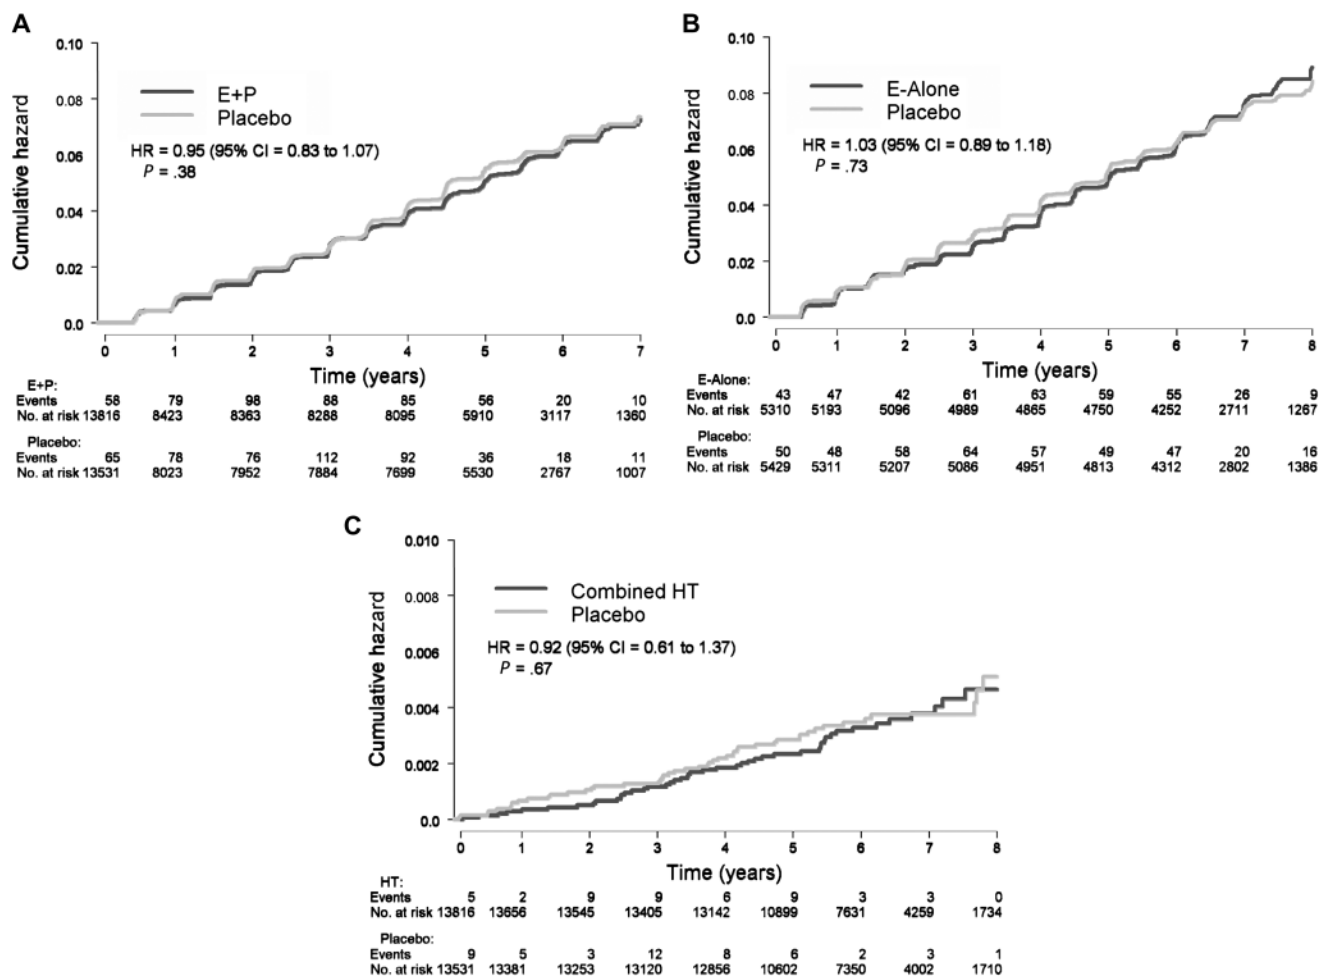 A
0.10
0.08
0.06
0.04
0.02
0.0
Cumulative hazard
E+P
Placebo
HR = 0.95 (95% CI = 0.83 to 1.07)
P = .38
0 1 2 3 4 5 6 7
Time (years)
E+P:
Events 58 79 98 88 85 56 20 10
No. at risk 13816 8423 8363 8288 8095 5910 3117 1360
Placebo:
Events 65 78 76 112 92 36 18 11
No. at risk 13531 8023 7952 7884 7699 5530 2767 1007
B
0.10
0.08
0.06
0.04
0.02
0.0
Cumulative hazard
E-Alone
Placebo
HR = 1.03 (95% CI = 0.89 to 1.18)
P = .73
0 1 2 3 4 5 6 7 8
Time (years)
E-Alone:
Events 43 47 42 61 63 59 55 26 9
No. at risk 5310 5193 5096 4989 4865 4750 4252 2711 1267
Placebo:
Events 50 48 58 64 57 49 47 20 16
No. at risk 5429 5311 5207 5086 4951 4813 4312 2802 1386
C
0.010
0.008
0.006
0.004
0.002
0.0
Cumulative hazard
Combined HT
Placebo
HR = 0.92 (95% CI = 0.61 to 1.37)
P = .67
0 1 2 3 4 5 6 7 8
Time (years)
HT:
Events 5 2 9 9 6 9 3 3 0
No. at risk 13816 13656 13545 13405 13142 10899 7631 4259 1734
Placebo:
Events 9 5 3 12 8 6 2 3 1
No. at risk 13531 13381 13253 13120 12856 10602 7350 4002 1710